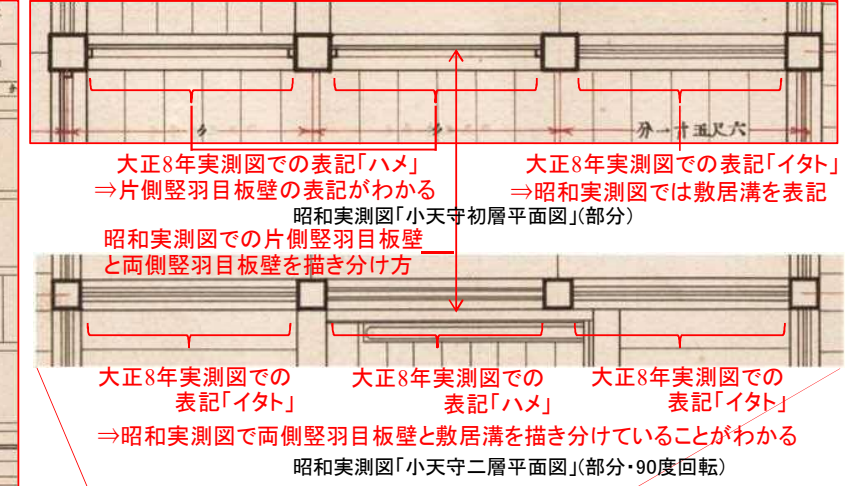 六尺五寸一分
大正8年実測図での表記「ハメ」
⇒片側竪羽目板壁の表記がわかる
大正8年実測図での表記「イタト」
⇒昭和実測図では敷居溝を表記
昭和実測図「小天守初層平面図」(部分)
昭和実測図での片側竪羽目板壁
と両側竪羽目板壁を描き分け方
大正8年実測図での
表記「イタト」
大正8年実測図での
表記「ハメ」
大正8年実測図での
表記「イタト」
⇒昭和実測図で両側竪羽目板壁と敷居溝を描き分けていることがわかる
昭和実測図「小天守二層平面図」(部分・90度回転)